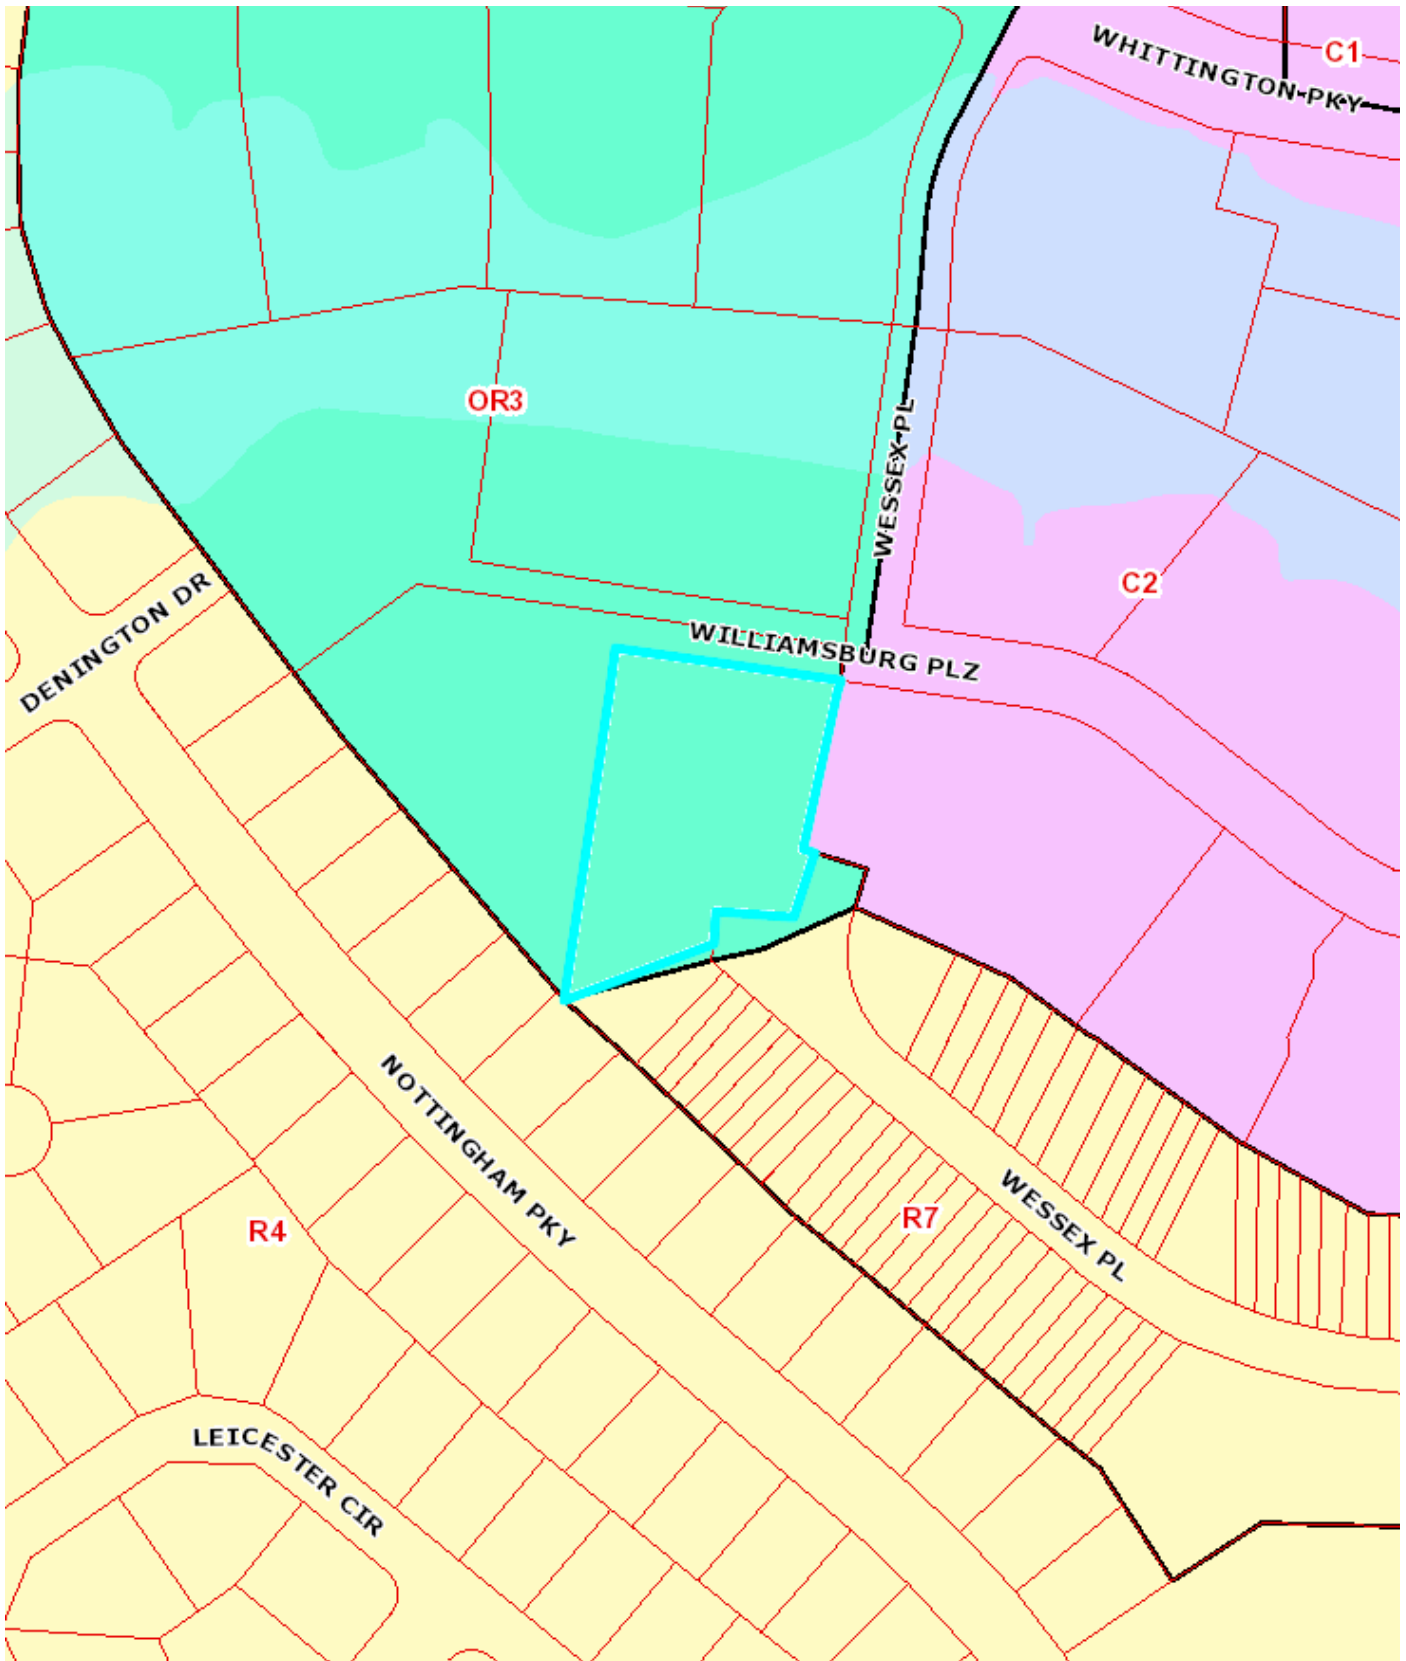 WHITTINGTON PKY
C1
OR3
WESSEX PL
C2
DENINGTON DR
WILLIAMSBURG PLZ
NOTTINGHAM PKY
R4
R7
WESSEX PL
LEICESTER CIR